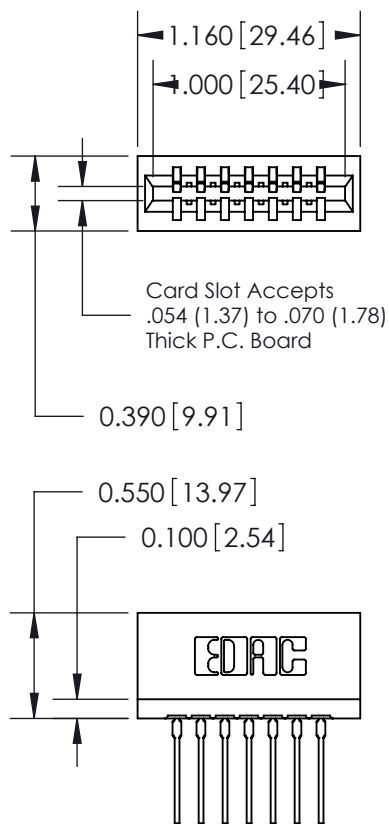 1.160 [29.46]
1.000 [25.40]
Card Slot Accepts
.054 (1.37) to .070 (1.78)
Thick P.C. Board
0.390 [9.91]
0.550 [13.97]
0.100 [2.54]
EDAC